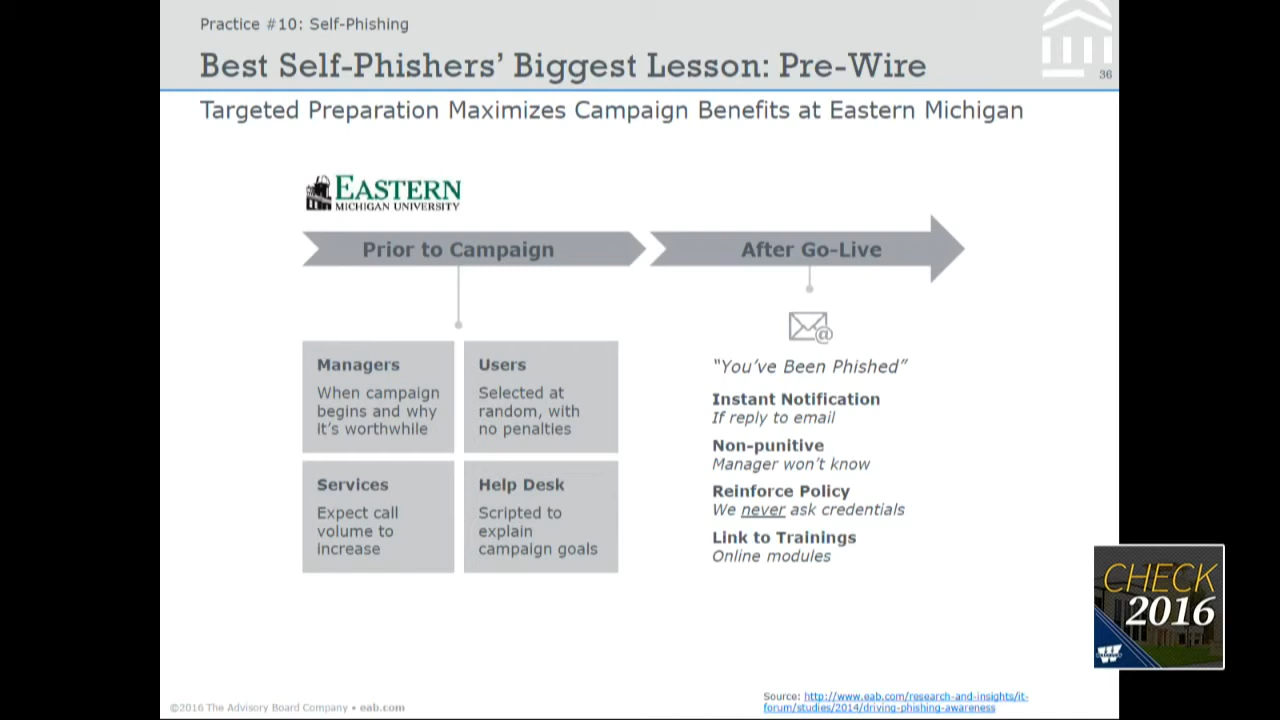 Practice #10: Self-Phishing
Best Self-Phishers’ Biggest Lesson: Pre-Wire
36
Targeted Preparation Maximizes Campaign Benefits at Eastern Michigan
EASTERN
MICHIGAN UNIVERSITY
Prior to Campaign
After Go-Live
Managers
When campaign
begins and why
it’s worthwhile
Users
Selected at
random, with
no penalties
Services
Expect call
volume to
increase
Help Desk
Scripted to
explain
campaign goals
“You’ve Been Phished”
Instant Notification
If reply to email
Non-punitive
Manager won’t know
Reinforce Policy
We never ask credentials
Link to Trainings
Online modules
CHECK
2016
©2016 The Advisory Board Company • eab.com
Source: http://www.eab.com/research-and-insights/it-
forum/studies/2014/driving-phishing-awareness